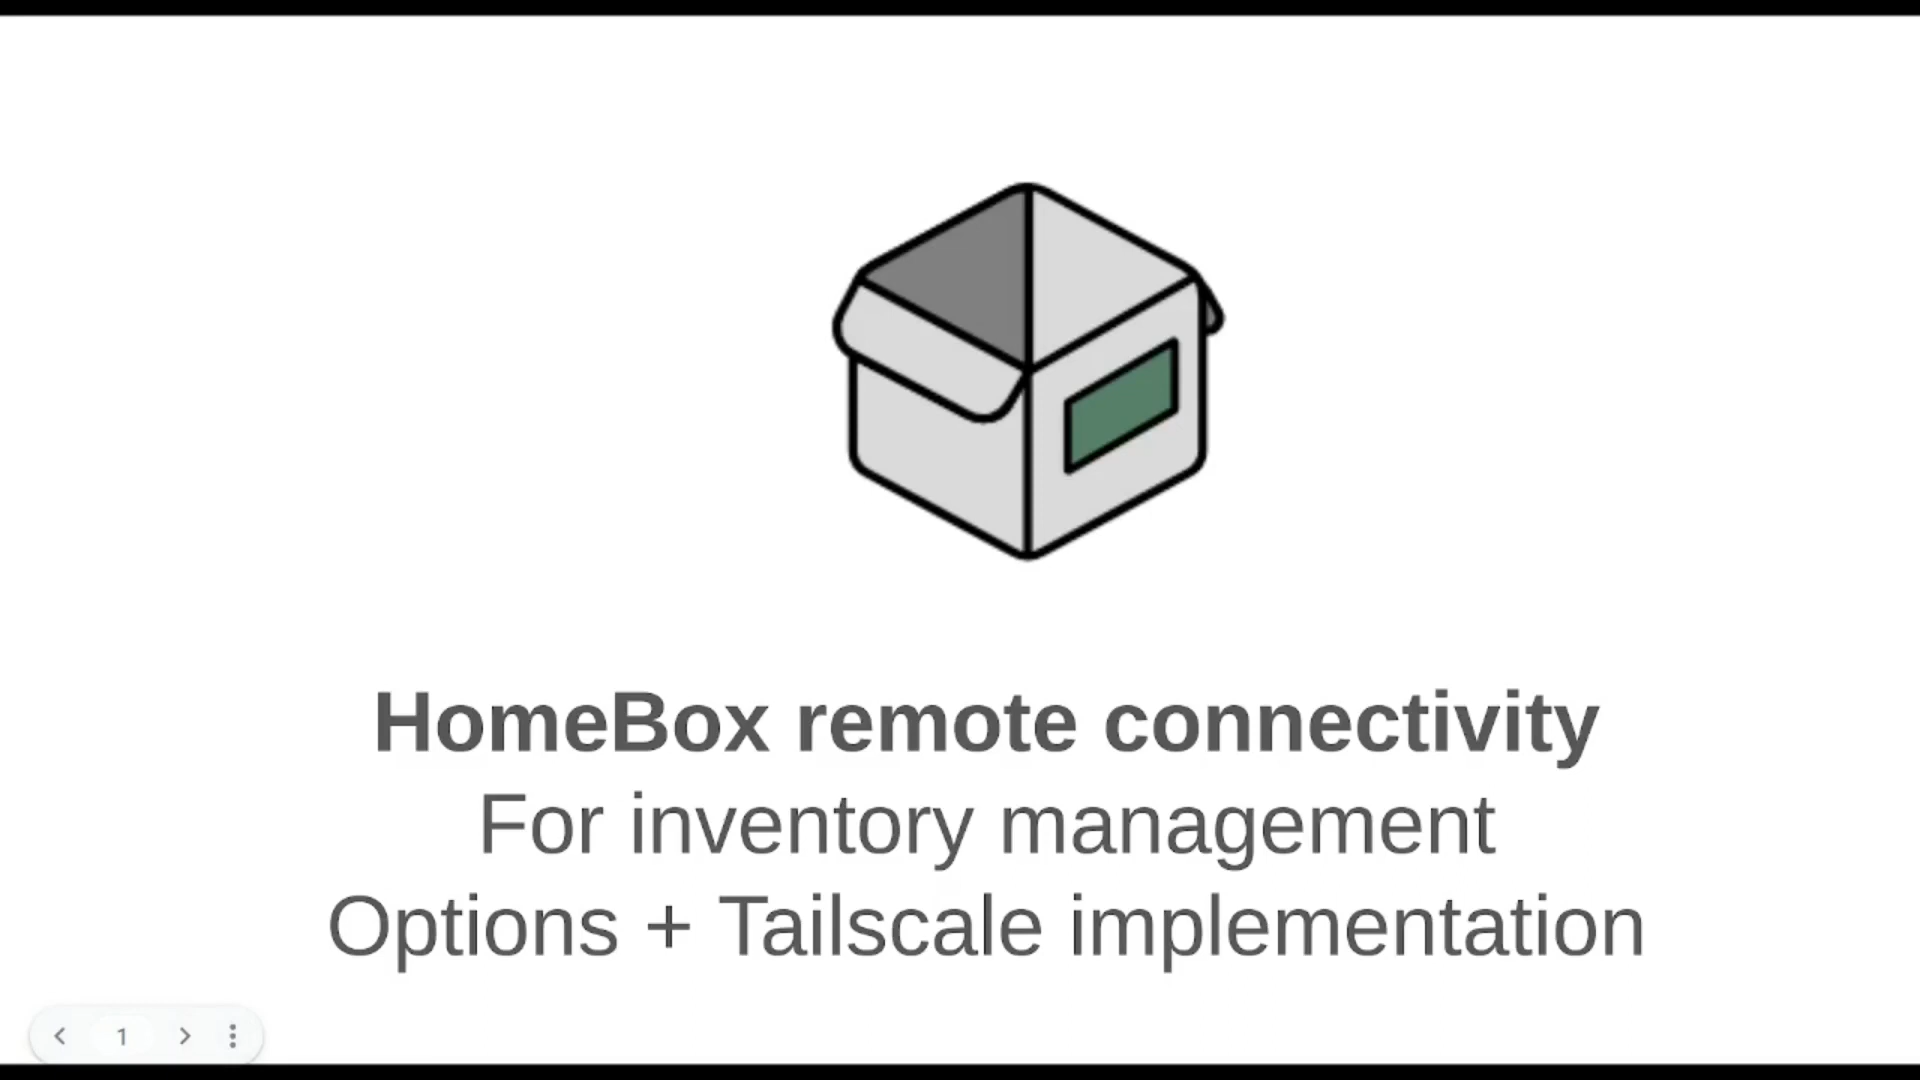 HomeBox remote connectivity
For inventory management
Options + Tailscale implementation
1